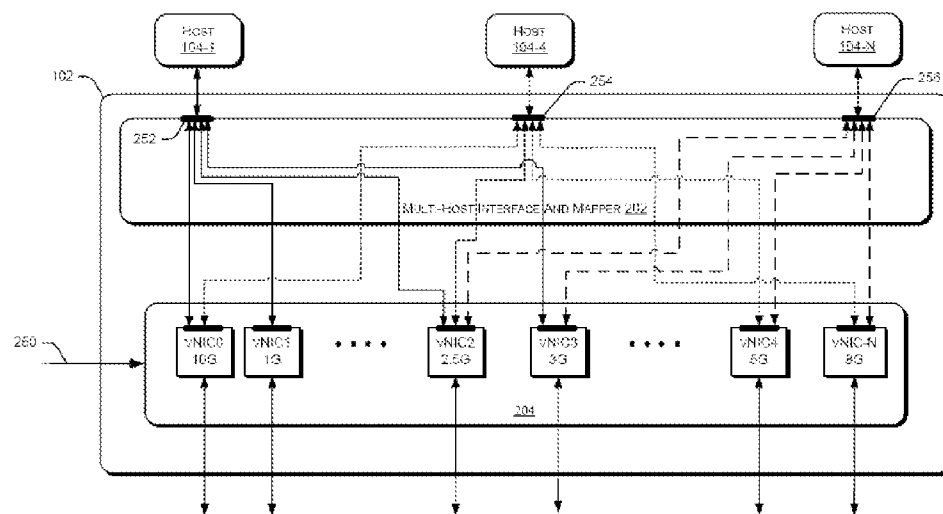 HOST HOST HOST
104-1 104-4 104-N
102
252
254
256
MULTI-HOST INTERFACE AND MAPPER 202
vNIC0 vNIC1 vNIC2 vNIC3 vNIC4 vNIC-N
10G 1G 2.5G 3G 5G 8G
250
204